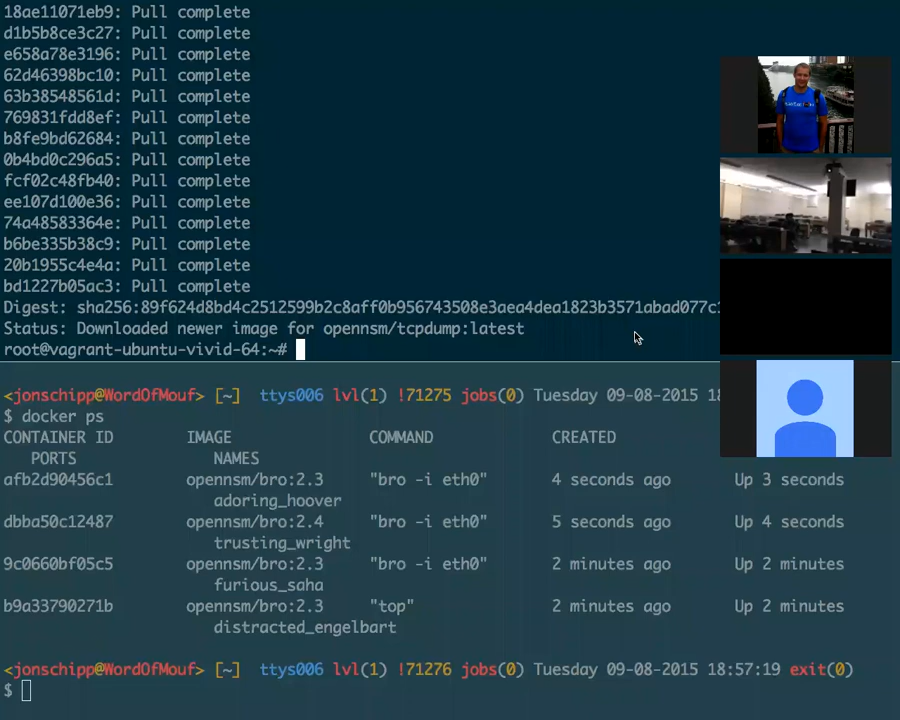 18ae11071eb9: Pull complete
d1b5b8ce3c27: Pull complete
e658a78e3196: Pull complete
62d46398bc10: Pull complete
63b38548561d: Pull complete
769831fdd8ef: Pull complete
b8fe9bd62684: Pull complete
0b4bd0c296a5: Pull complete
fcf02c48fb40: Pull complete
ee107d100e36: Pull complete
74a48583364e: Pull complete
b6be335b38c9: Pull complete
20b1955c4e4a: Pull complete
bd1227b05ac3: Pull complete
Digest: sha256:89f624d8bd4c2512599b2c8aff0b956743508e3aea4dea1823b3571abad077c
Status: Downloaded newer image for opennsm/tcpdump:latest
root@vagrant-ubuntu-vivid-64:~#
<jonschipp@WordOfMouf> [~] ttys006 lvl(1) !71275 jobs(0) Tuesday 09-08-2015 18
$ docker ps
CONTAINER ID IMAGE COMMAND CREATED
PORTS NAMES
afb2d90456c1 opennsm/bro:2.3 "bro -i eth0" 4 seconds ago Up 3 seconds
adoring_hoover
dbba50c12487 opennsm/bro:2.4 "bro -i eth0" 5 seconds ago Up 4 seconds
trusting_wright
9c0660bf05c5 opennsm/bro:2.3 "bro -i eth0" 2 minutes ago Up 2 minutes
furious_saha
b9a33790271b opennsm/bro:2.3 "top" 2 minutes ago Up 2 minutes
distracted_engelbart
<jonschipp@WordOfMouf> [~] ttys006 lvl(1) !71276 jobs(0) Tuesday 09-08-2015 18:57:19 exit(0)
$